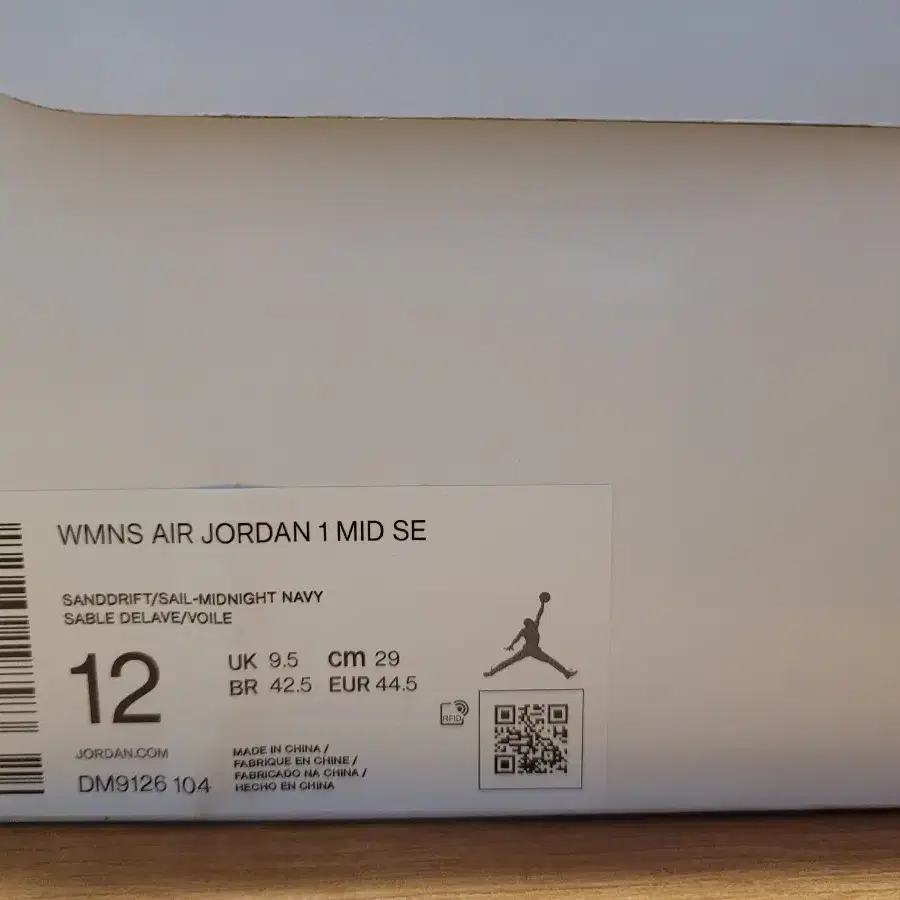 WMNS AIR JORDAN 1 MID SE
SANDDRIFT/SAIL-MIDNIGHT NAVY
SABLE DELAVE/VOILE
12
UK 9.5 cm 29
BR 42.5 EUR 44.5
RFID
JORDAN.COM
DM9126 104
MADE IN CHINA /
FABRIQUE EN CHINE /
FABRICADO NA CHINA /
HECHO EN CHINA